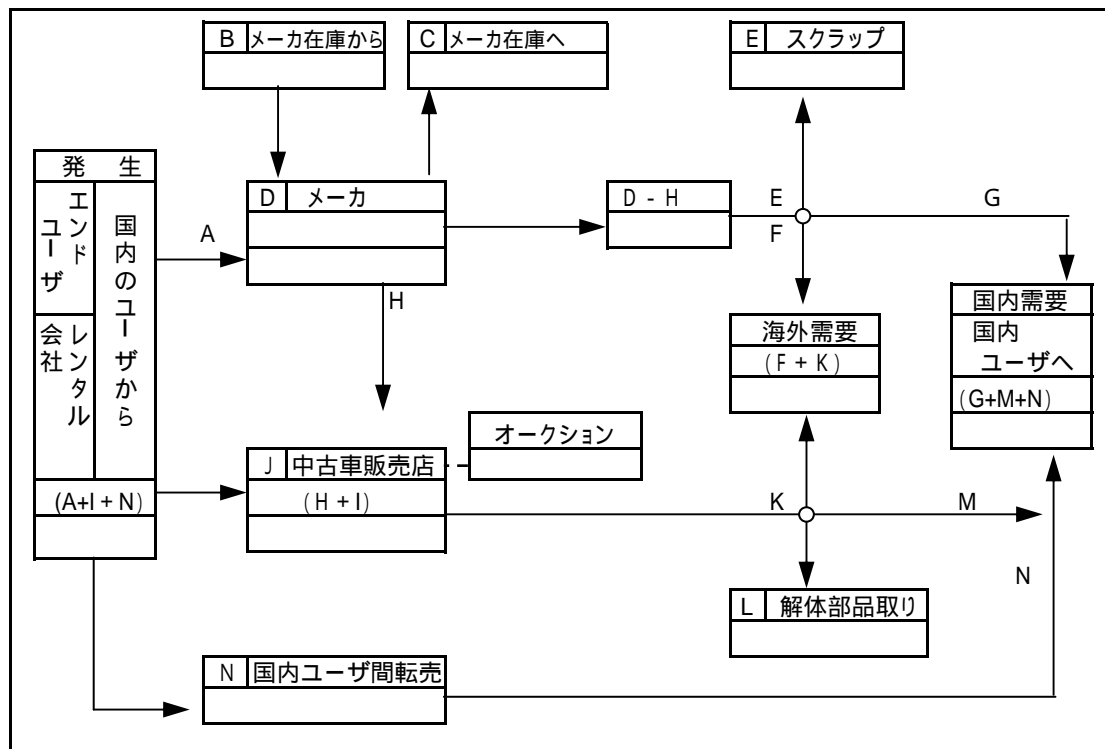 B メーカ在庫から
C メーカ在庫へ
E スクラップ
発 生
エンドユーザ
国内のユーザから
レンタル会社
(A+I + N)
A
D メーカ
D - H
E
F
G
H
海外需要
(F + K)
国内需要
国内
ユーザへ
(G+M+N)
オークション
J 中古車販売店
(H + I)
K
M
N
L 解体部品取り
N 国内ユーザ間転売